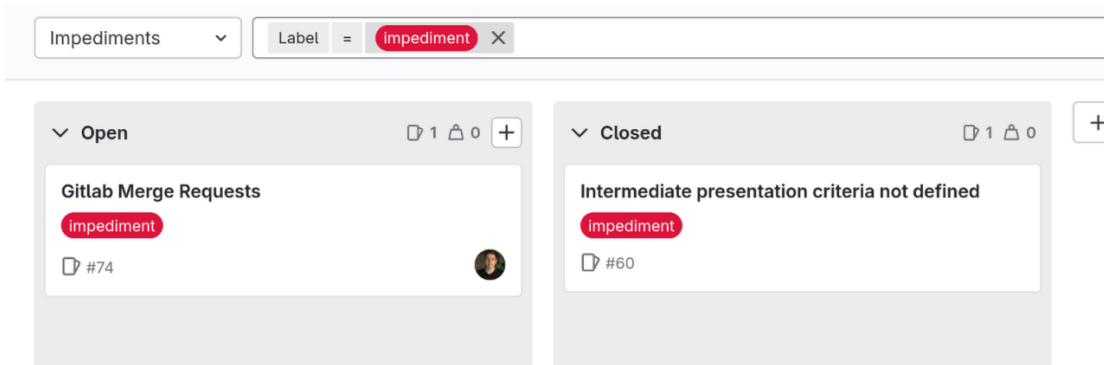 Impediments
Label = impediment
Open 1 0
Gitlab Merge Requests
impediment
#74
Closed 1 0
Intermediate presentation criteria not defined
impediment
#60